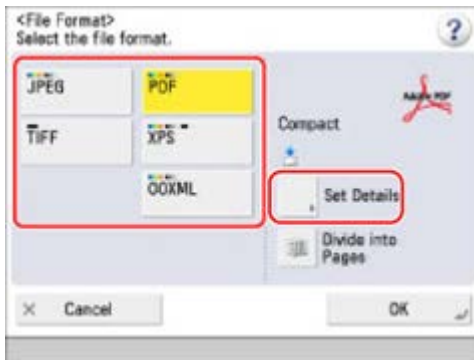 <File Format>
Select the file format.
?
JPEG
PDF
TIFF
XPS
OOXML
Adobe PDF
Compact
Set Details
Divide into
Pages
× Cancel
OK